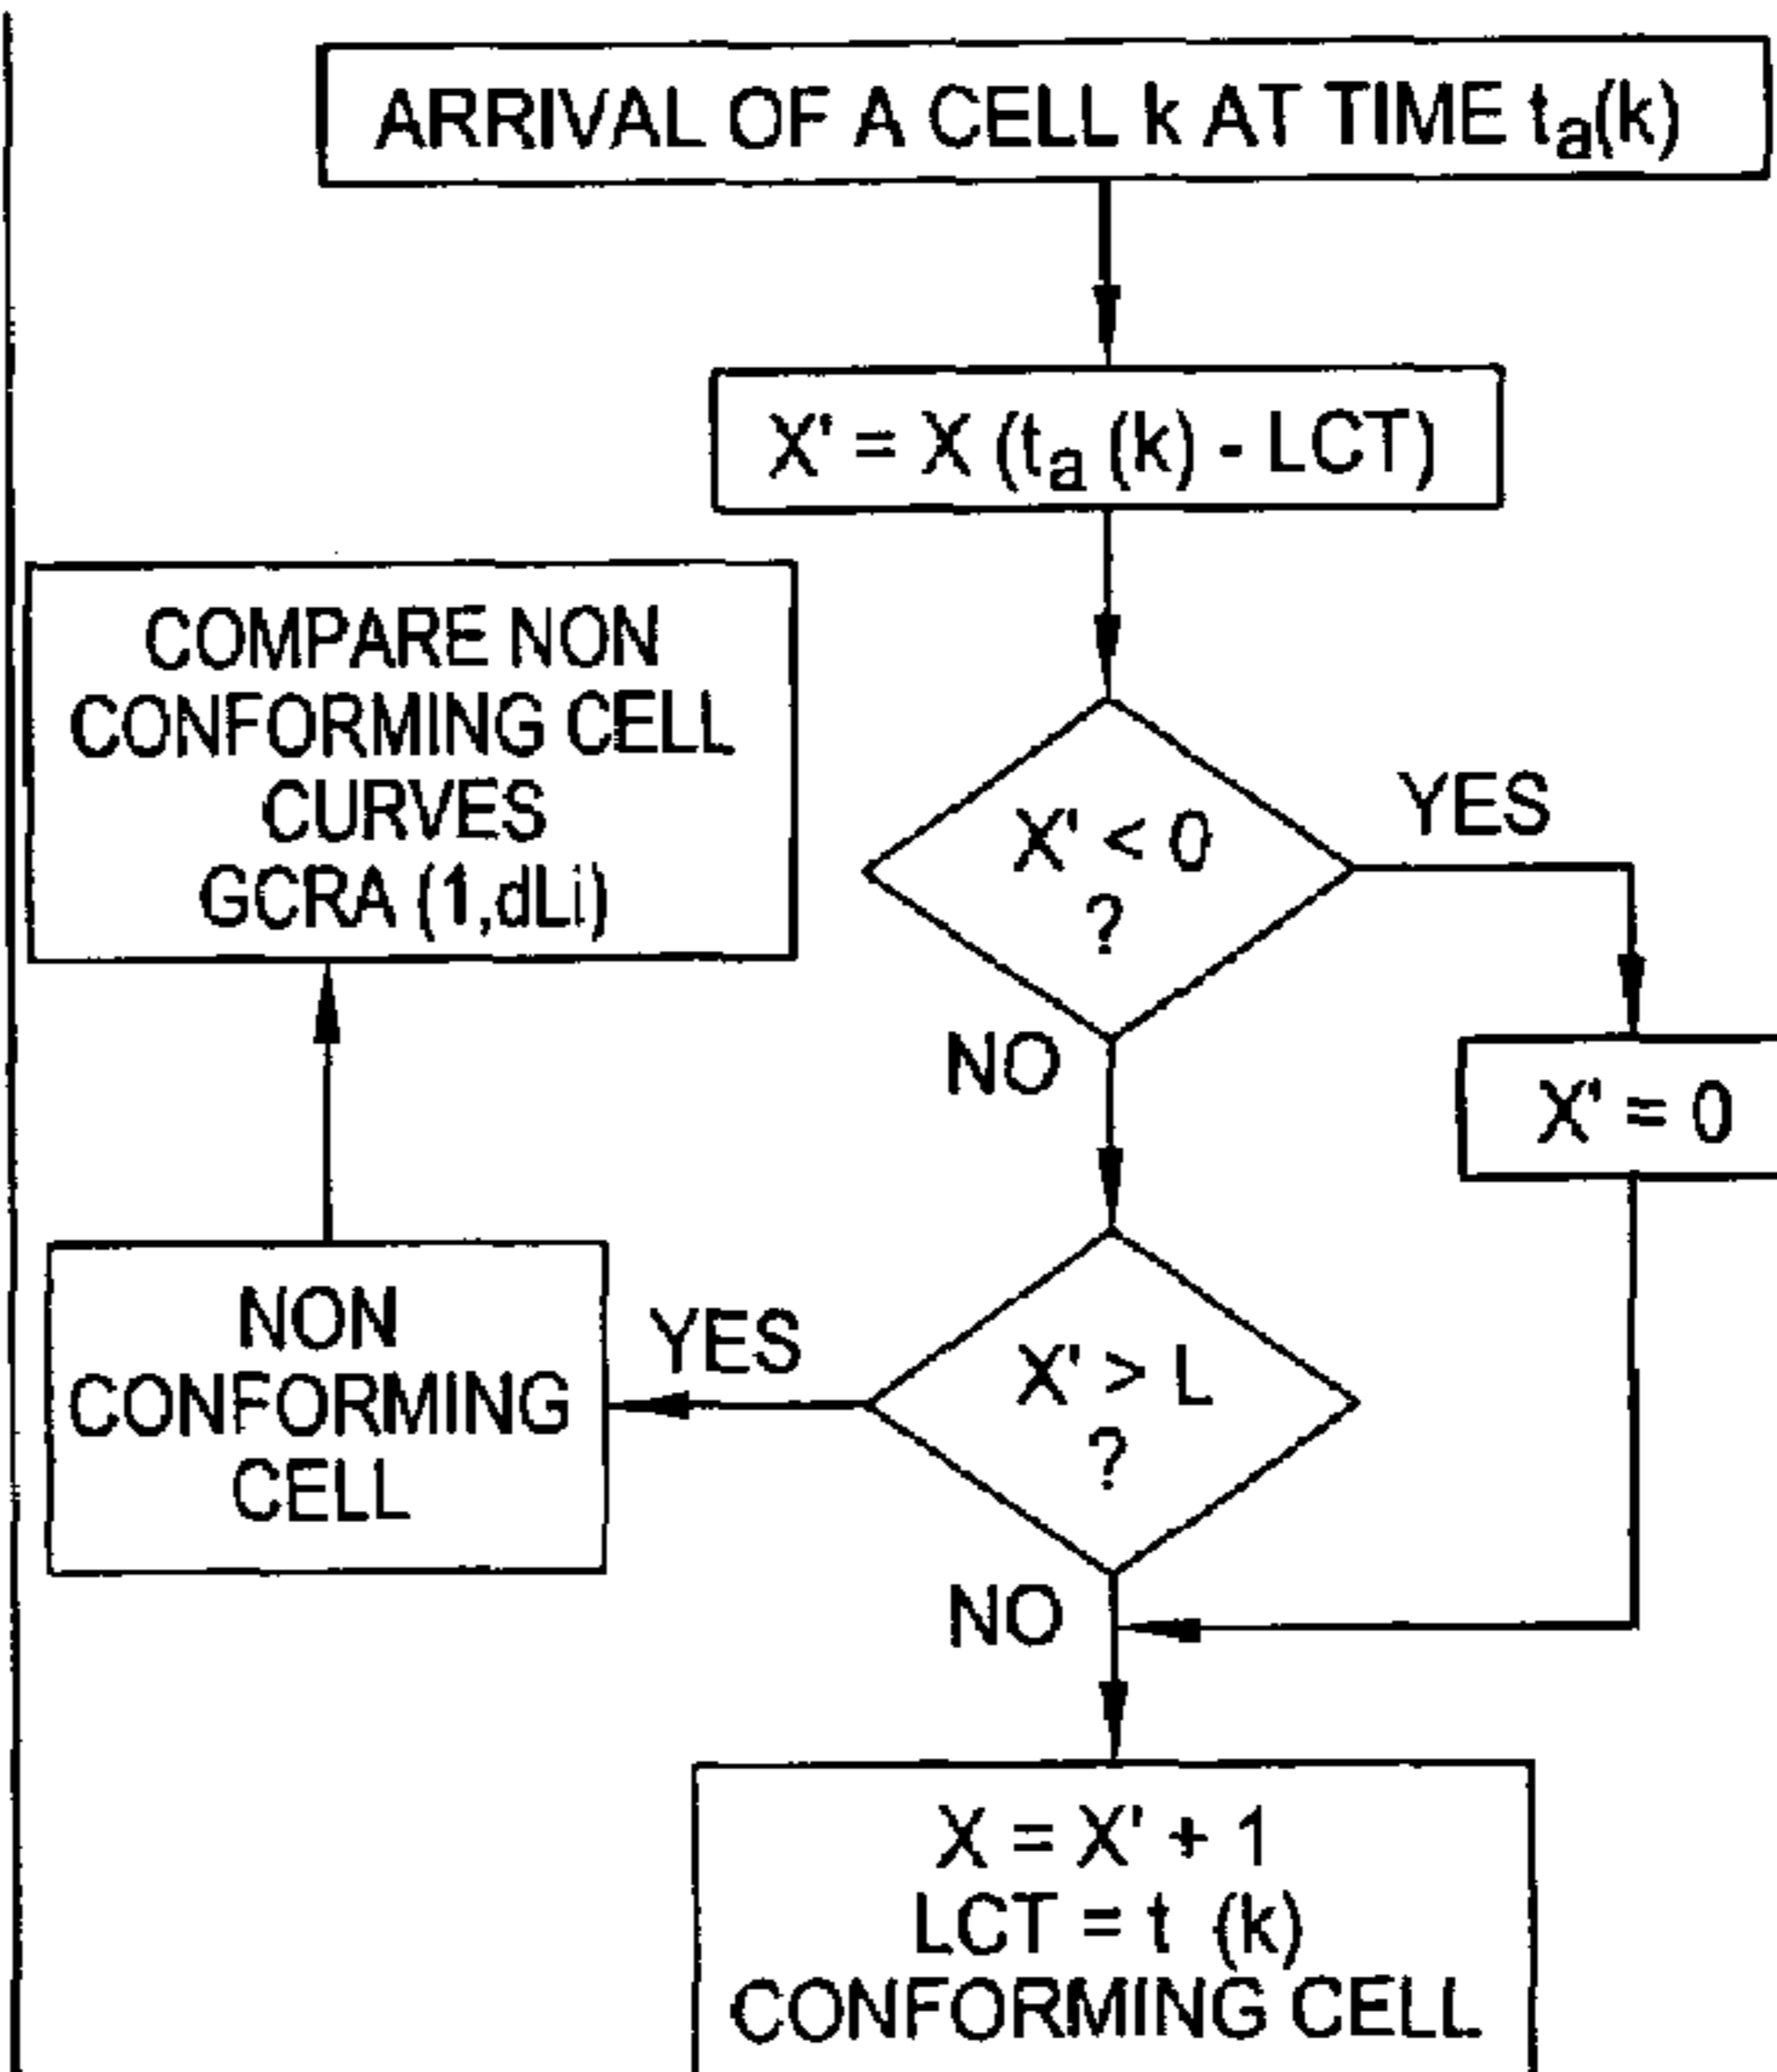 ARRIVAL OF A CELL k AT TIME ta(k)
X' = X (ta (k) - LCT)
COMPARE NON
CONFORMING CELL
CURVES
GCRA (1,dLi)
X' < 0
?
YES
NO
X' = 0
NON
CONFORMING
CELL
YES
X' > L
?
NO
X = X' + 1
LCT = t (k)
CONFORMING CELL